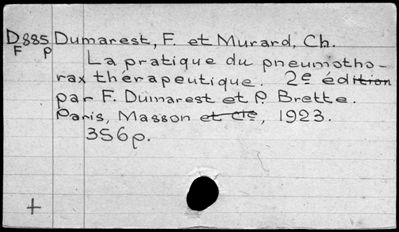 D885 Dumarest, F. et Murard, Ch.
F P La pratique du pneumotho-
rax thérapeutique. 2e édition
par F. Dumarest et P. Brette.
Paris, Masson et Cie, 1923.
356p.